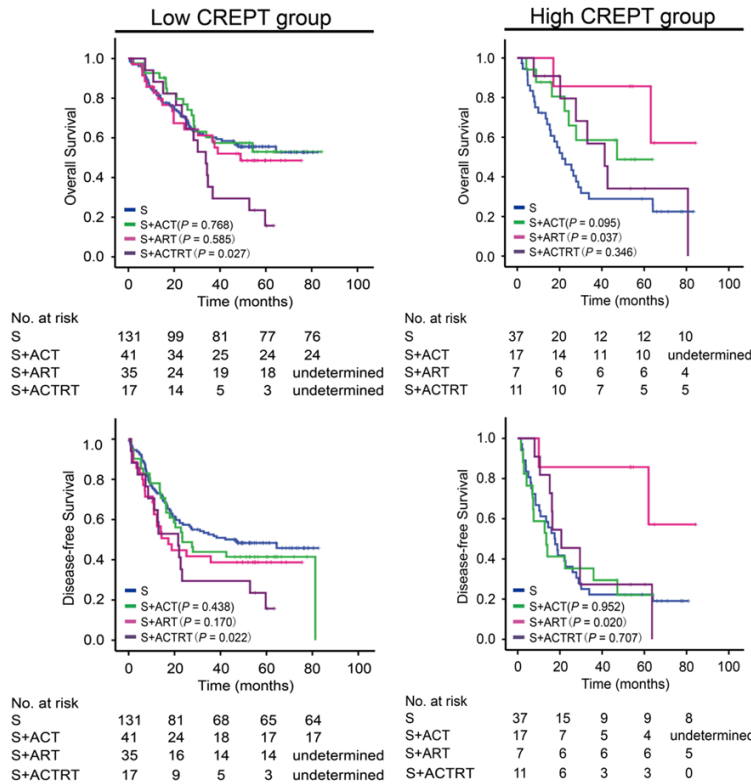 Low CREPT group
High CREPT group
Overall Survival
1.0
0.8
0.6
0.4
0.2
0.0
S
S+ACT(P = 0.768)
S+ART(P = 0.585)
S+ACTRT(P = 0.027)
0 20 40 60 80 100
Time (months)
No. at risk
S 131 99 81 77 76
S+ACT 41 34 25 24 24
S+ART 35 24 19 18 undetermined
S+ACTRT 17 14 5 3 undetermined
Overall Survival
1.0
0.8
0.6
0.4
0.2
0.0
S
S+ACT(P = 0.095)
S+ART(P = 0.037)
S+ACTRT(P = 0.346)
0 20 40 60 80 100
Time (months)
No. at risk
S 37 20 12 12 10
S+ACT 17 14 11 10 undetermined
S+ART 7 6 6 6 4
S+ACTRT 11 10 7 5 5
Disease-free Survival
1.0
0.8
0.6
0.4
0.2
0.0
S
S+ACT(P = 0.438)
S+ART(P = 0.170)
S+ACTRT(P = 0.022)
0 20 40 60 80 100
Time (months)
No. at risk
S 131 81 68 65 64
S+ACT 41 24 18 17 17
S+ART 35 16 14 14 undetermined
S+ACTRT 17 9 5 3 undetermined
Disease-free Survival
1.0
0.8
0.6
0.4
0.2
0.0
S
S+ACT(P = 0.952)
S+ART(P = 0.020)
S+ACTRT(P = 0.707)
0 20 40 60 80 100
Time (months)
No. at risk
S 37 15 9 9 8
S+ACT 17 7 5 4 undetermined
S+ART 7 6 6 6 5
S+ACTRT 11 6 3 3 0